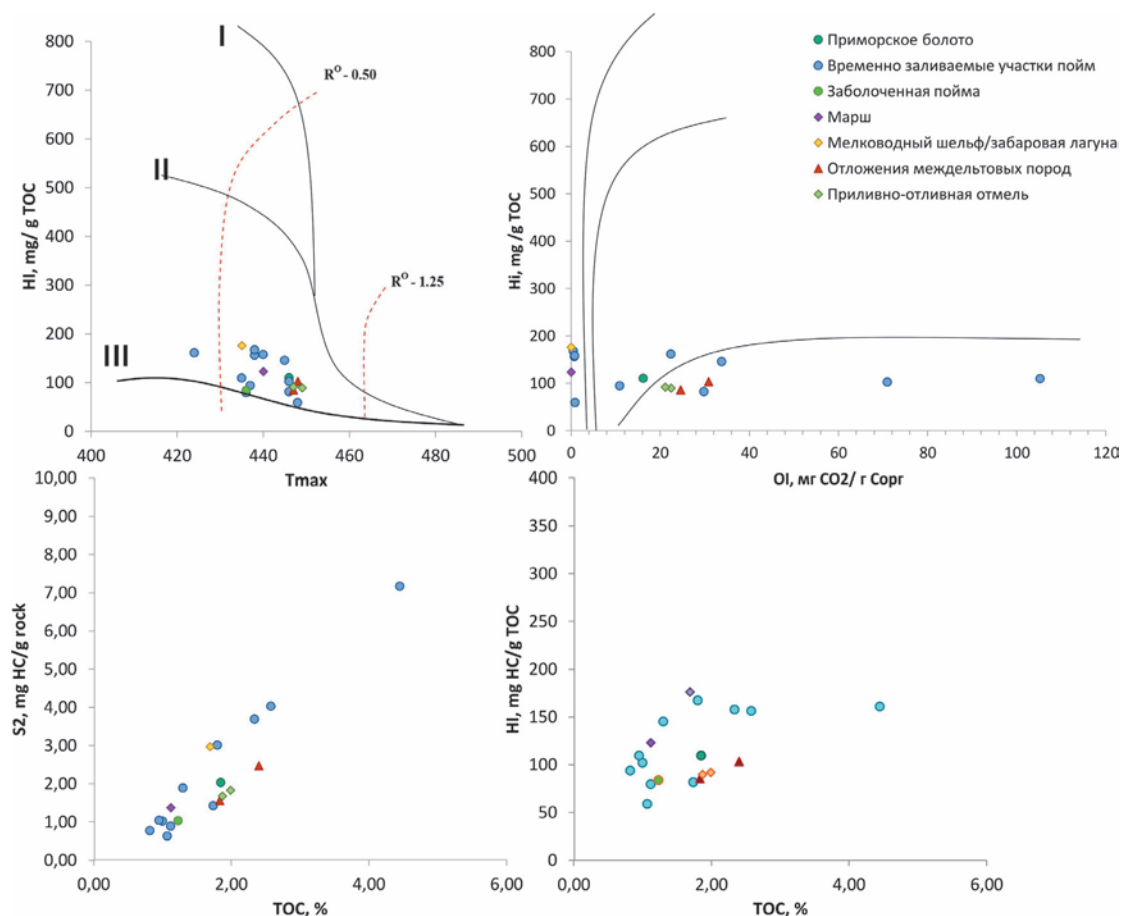 800
700
600
500
400
300
200
100
0
HI, mg/ g TOC
I
II
III
R° - 0.50
R° - 1.25
400
420
440
460
480
500
Tmax
800
700
600
500
400
300
200
100
0
Hi, mg /g TOC
0
20
40
60
80
100
120
OI, мг CO2/ г Сорг
Приморское болото
Временно заливаемые участки пойм
Заболоченная пойма
Марш
Мелководный шельф/забаровая лагуна
Отложения междельтовых пород
Приливно-отливная отмель
10,00
9,00
8,00
7,00
6,00
5,00
4,00
3,00
2,00
1,00
0,00
S2, mg HC/g rock
0,00
2,00
4,00
6,00
TOC, %
400
350
300
250
200
150
100
50
0
HI, mg HC/g TOC
0,00
2,00
4,00
6,00
TOC, %